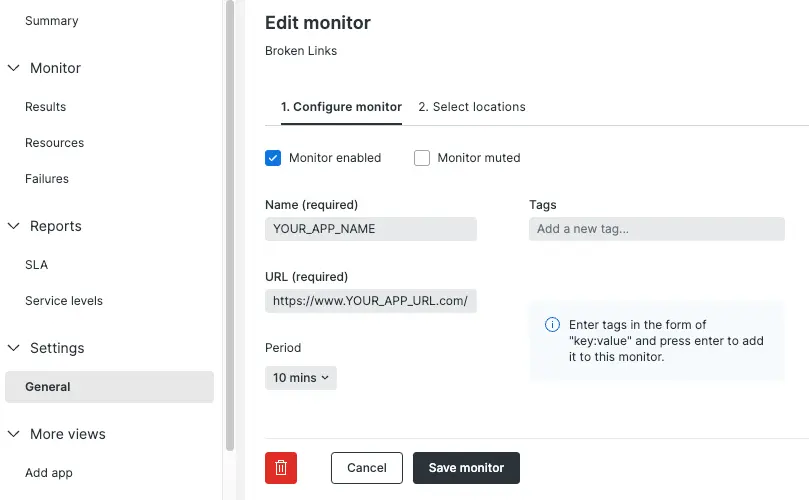 Summary
Monitor
Results
Resources
Failures
Reports
SLA
Service levels
Settings
General
More views
Add app
Edit monitor
Broken Links
1. Configure monitor
2. Select locations
Monitor enabled
Monitor muted
Name (required)
YOUR_APP_NAME
Tags
Add a new tag...
URL (required)
https://www.YOUR_APP_URL.com/
Enter tags in the form of
"key:value" and press enter to add
it to this monitor.
Period
10 mins
Cancel
Save monitor